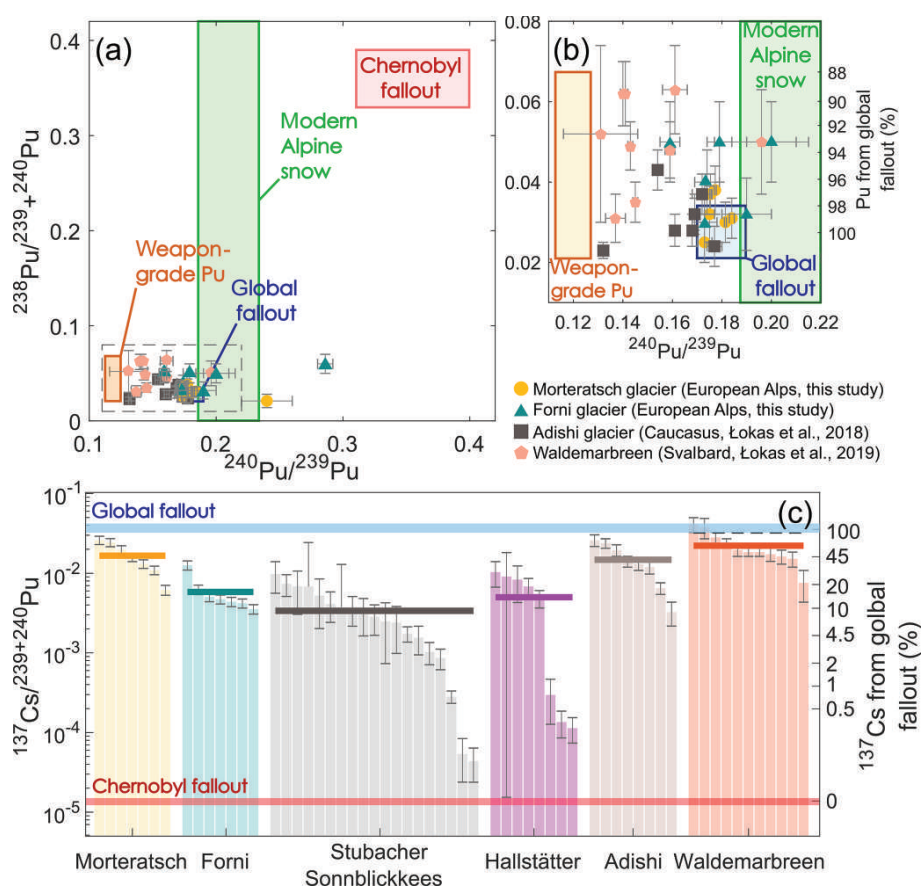 (a)
Chernobyl
fallout
Modern
Alpine
snow
Weapon-
grade Pu
Global
fallout
0.4
0.3
0.2
0.1
0
238Pu/239+240Pu
0.1
0.2
0.3
0.4
240Pu/239Pu
(b)
Modern
Alpine
snow
0.08
0.06
0.04
0.02
88
90
92
94
96
98
100
Pu from global
fallout (%)
Weapon-
grade Pu
Global
fallout
0.12 0.14 0.16 0.18 0.20 0.22
240Pu/239Pu
Morteratsch glacier (European Alps, this study)
Forni glacier (European Alps, this study)
Adishi glacier (Caucasus, Łokas et al., 2018)
Waldemarbreen (Svalbard, Łokas et al., 2019)
(c)
Global fallout
Chernobyl fallout
10-1
10-2
10-3
10-4
10-5
137Cs/239+240Pu
100
45
20
10
4.5
2
1
0.5
0
137Cs from golbal
fallout (%)
Morteratsch Forni Stubacher Sonnblickkees Hallstätter Adishi Waldemarbreen